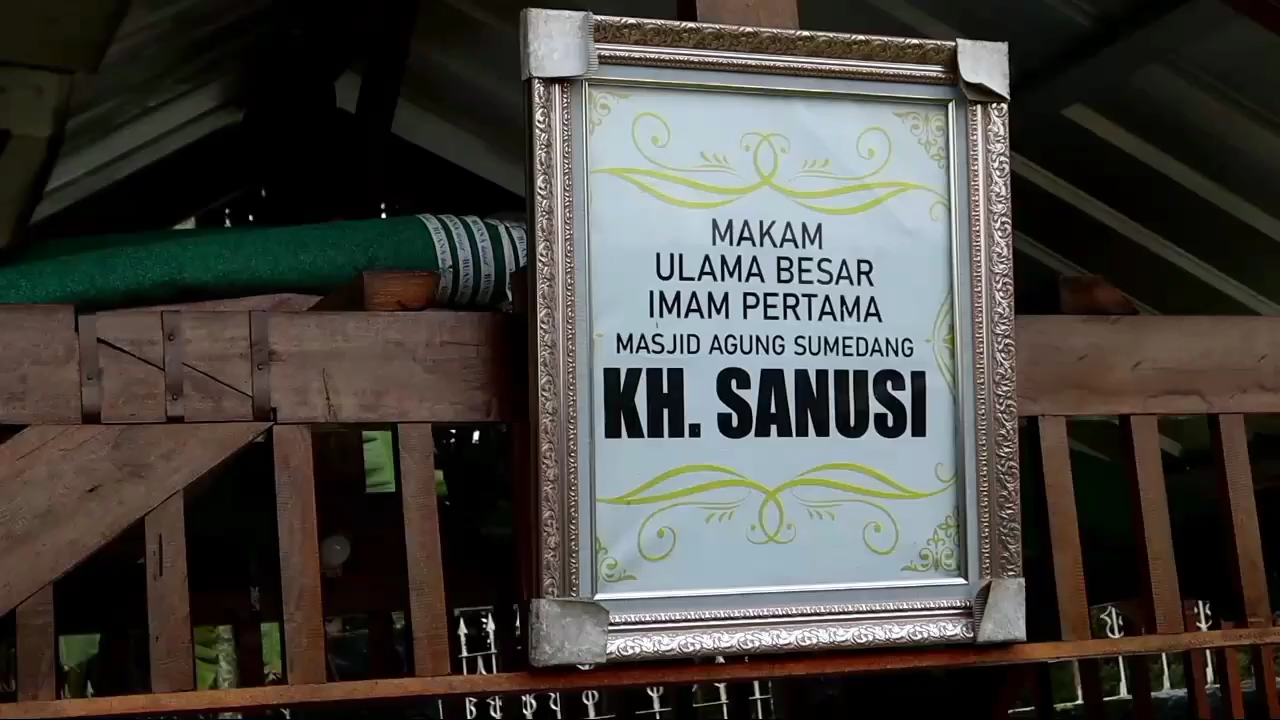 MAKAM
ULAMA BESAR
IMAM PERTAMA
MASJID AGUNG SUMEDANG
KH. SANUSI